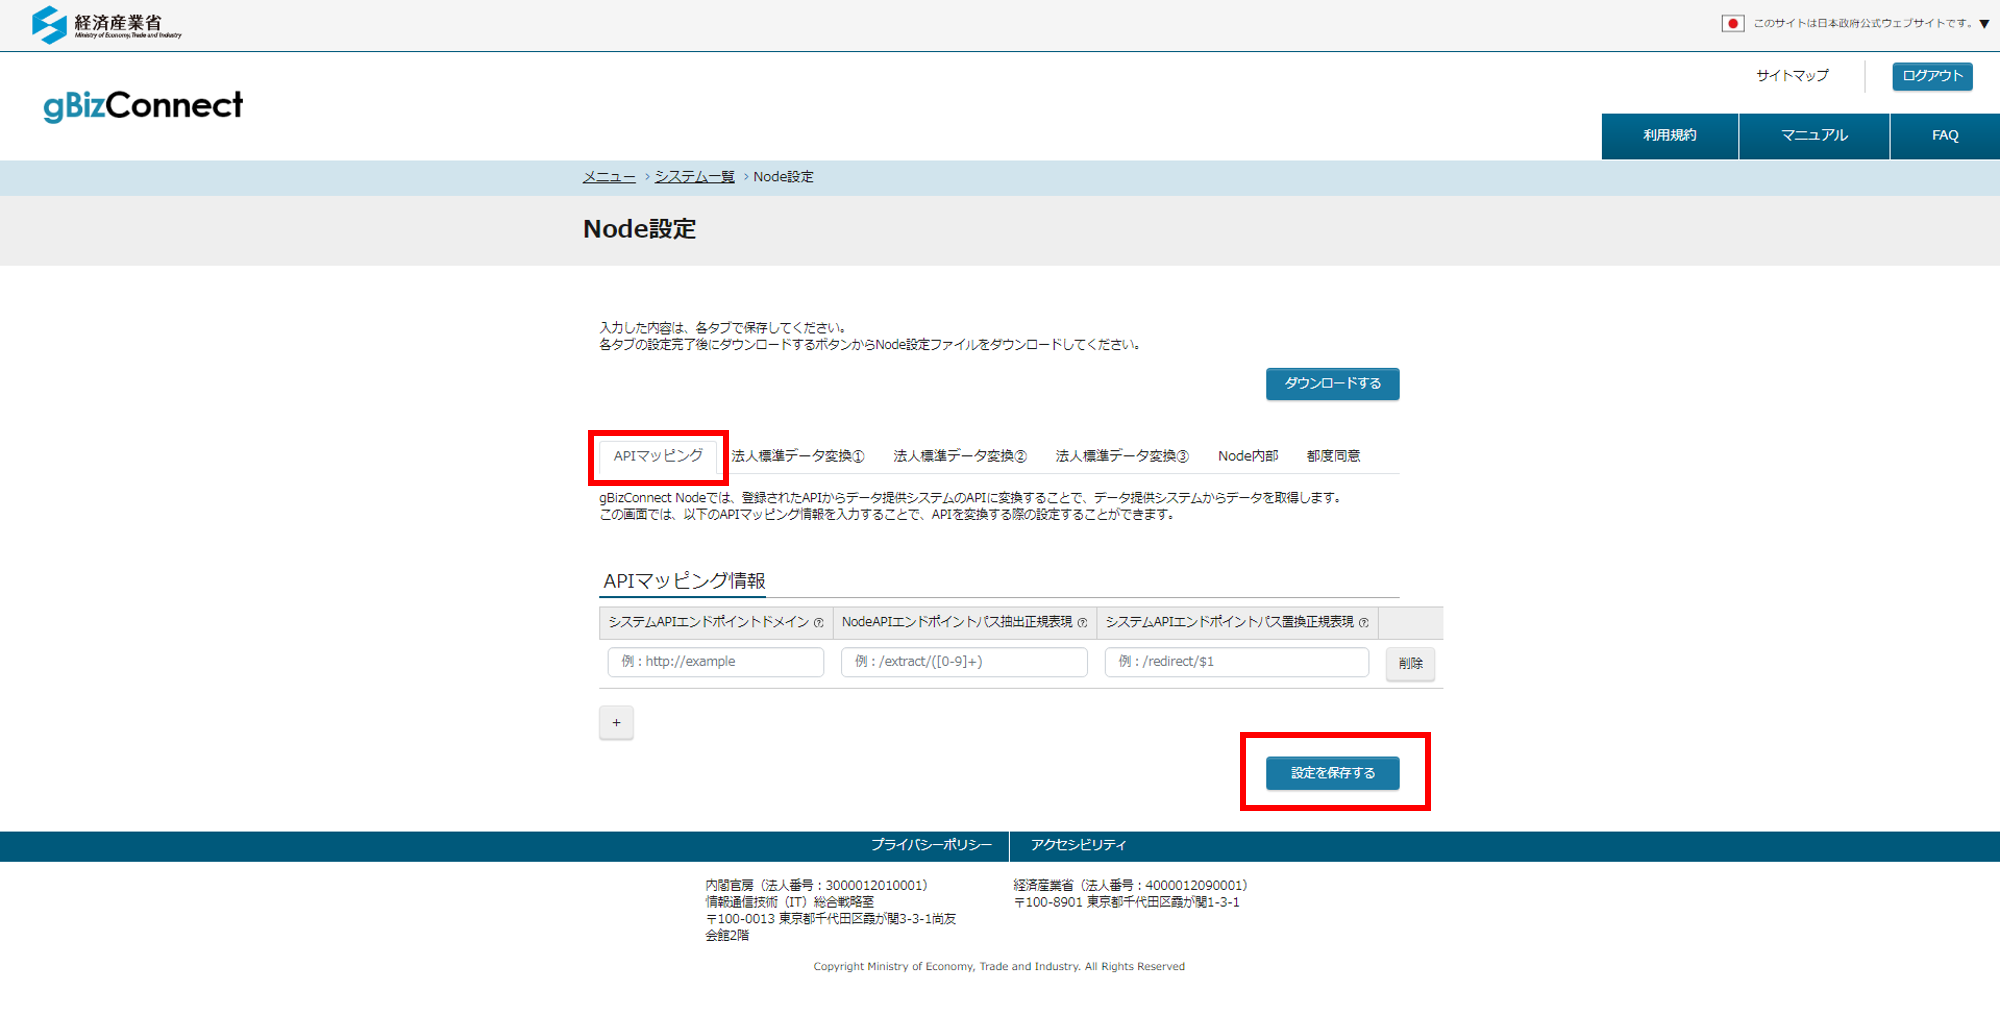 経済産業省
Ministry of Economy, Trade and Industry
このサイトは日本政府公式ウェブサイトです。▼
サイトマップ
ログアウト
gBizConnect
利用規約
マニュアル
FAQ
メニュー › システム一覧 › Node設定
Node設定
入力した内容は、各タブで保存してください。
各タブの設定完了後にダウンロードするボタンからNode設定ファイルをダウンロードしてください。
ダウンロードする
APIマッピング
法人標準データ変換①
法人標準データ変換②
法人標準データ変換③
Node内部
都度同意
gBizConnect Nodeでは、登録されたAPIからデータ提供システムのAPIに変換することで、データ提供システムからデータを取得します。
この画面では、以下のAPIマッピング情報を入力することで、APIを変換する際の設定することができます。
APIマッピング情報
システムAPIエンドポイントドメイン ?
NodeAPIエンドポイントパス抽出正規表現 ?
システムAPIエンドポイントパス置換正規表現 ?
例：http://example
例：/extract/([0-9]+)
例：/redirect/$1
削除
+
設定を保存する
プライバシーポリシー
アクセシビリティ
内閣官房（法人番号：3000012010001）
情報通信技術（IT）総合戦略室
〒100-0013 東京都千代田区霞が関3-3-1尚友
会館2階
経済産業省（法人番号：4000012090001）
〒100-8901 東京都千代田区霞が関1-3-1
Copyright Ministry of Economy, Trade and Industry. All Rights Reserved